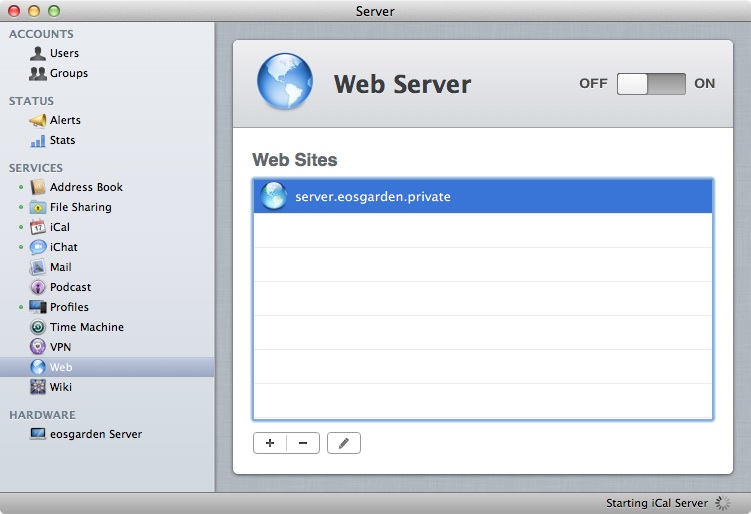 Server
ACCOUNTS
Users
Groups
STATUS
Alerts
Stats
SERVICES
Address Book
File Sharing
iCal
iChat
Mail
Podcast
Profiles
Time Machine
VPN
Web
Wiki
HARDWARE
eosgarden Server
Web Server
OFF ON
Web Sites
server.eosgarden.private
Starting iCal Server